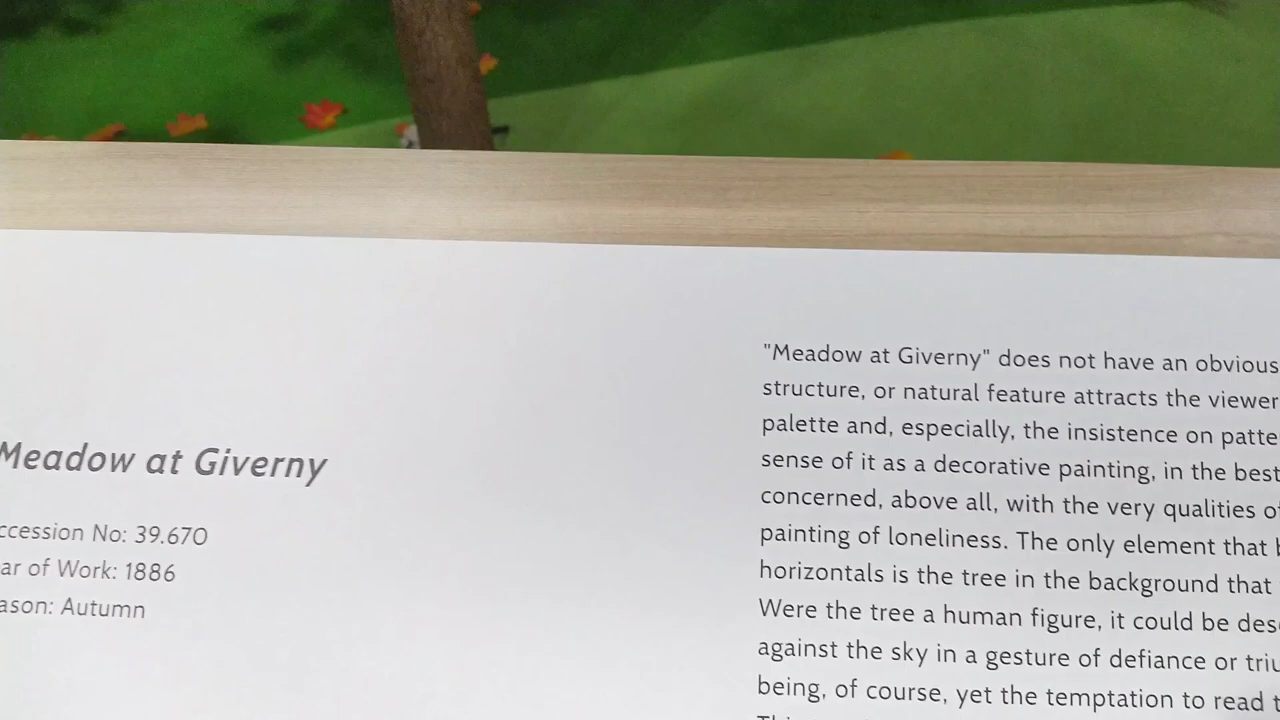 Meadow at Giverny
ccession No: 39.670
ar of Work: 1886
ason: Autumn
"Meadow at Giverny" does not have an obvious
structure, or natural feature attracts the viewer
palette and, especially, the insistence on patte
sense of it as a decorative painting, in the best
concerned, above all, with the very qualities of
painting of loneliness. The only element that b
horizontals is the tree in the background that
Were the tree a human figure, it could be desc
against the sky in a gesture of defiance or triu
being, of course, yet the temptation to read t